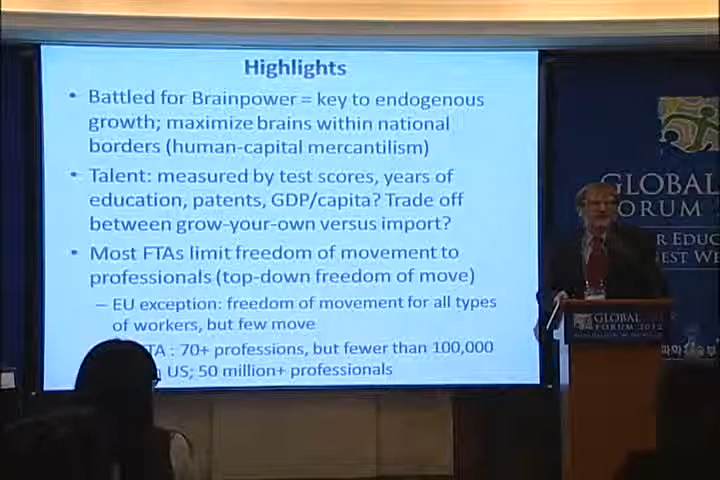 Highlights
• Battled for Brainpower = key to endogenous
growth; maximize brains within national
borders (human-capital mercantilism)
• Talent: measured by test scores, years of
education, patents, GDP/capita? Trade off
between grow-your-own versus import?
• Most FTAs limit freedom of movement to
professionals (top-down freedom of move)
– EU exception: freedom of movement for all types
of workers, but few move
TA : 70+ professions, but fewer than 100,000
US; 50 million+ professionals
GLOBAL
ORUM
R EDUC
EST WE
GLOBAL
FORUM 2012